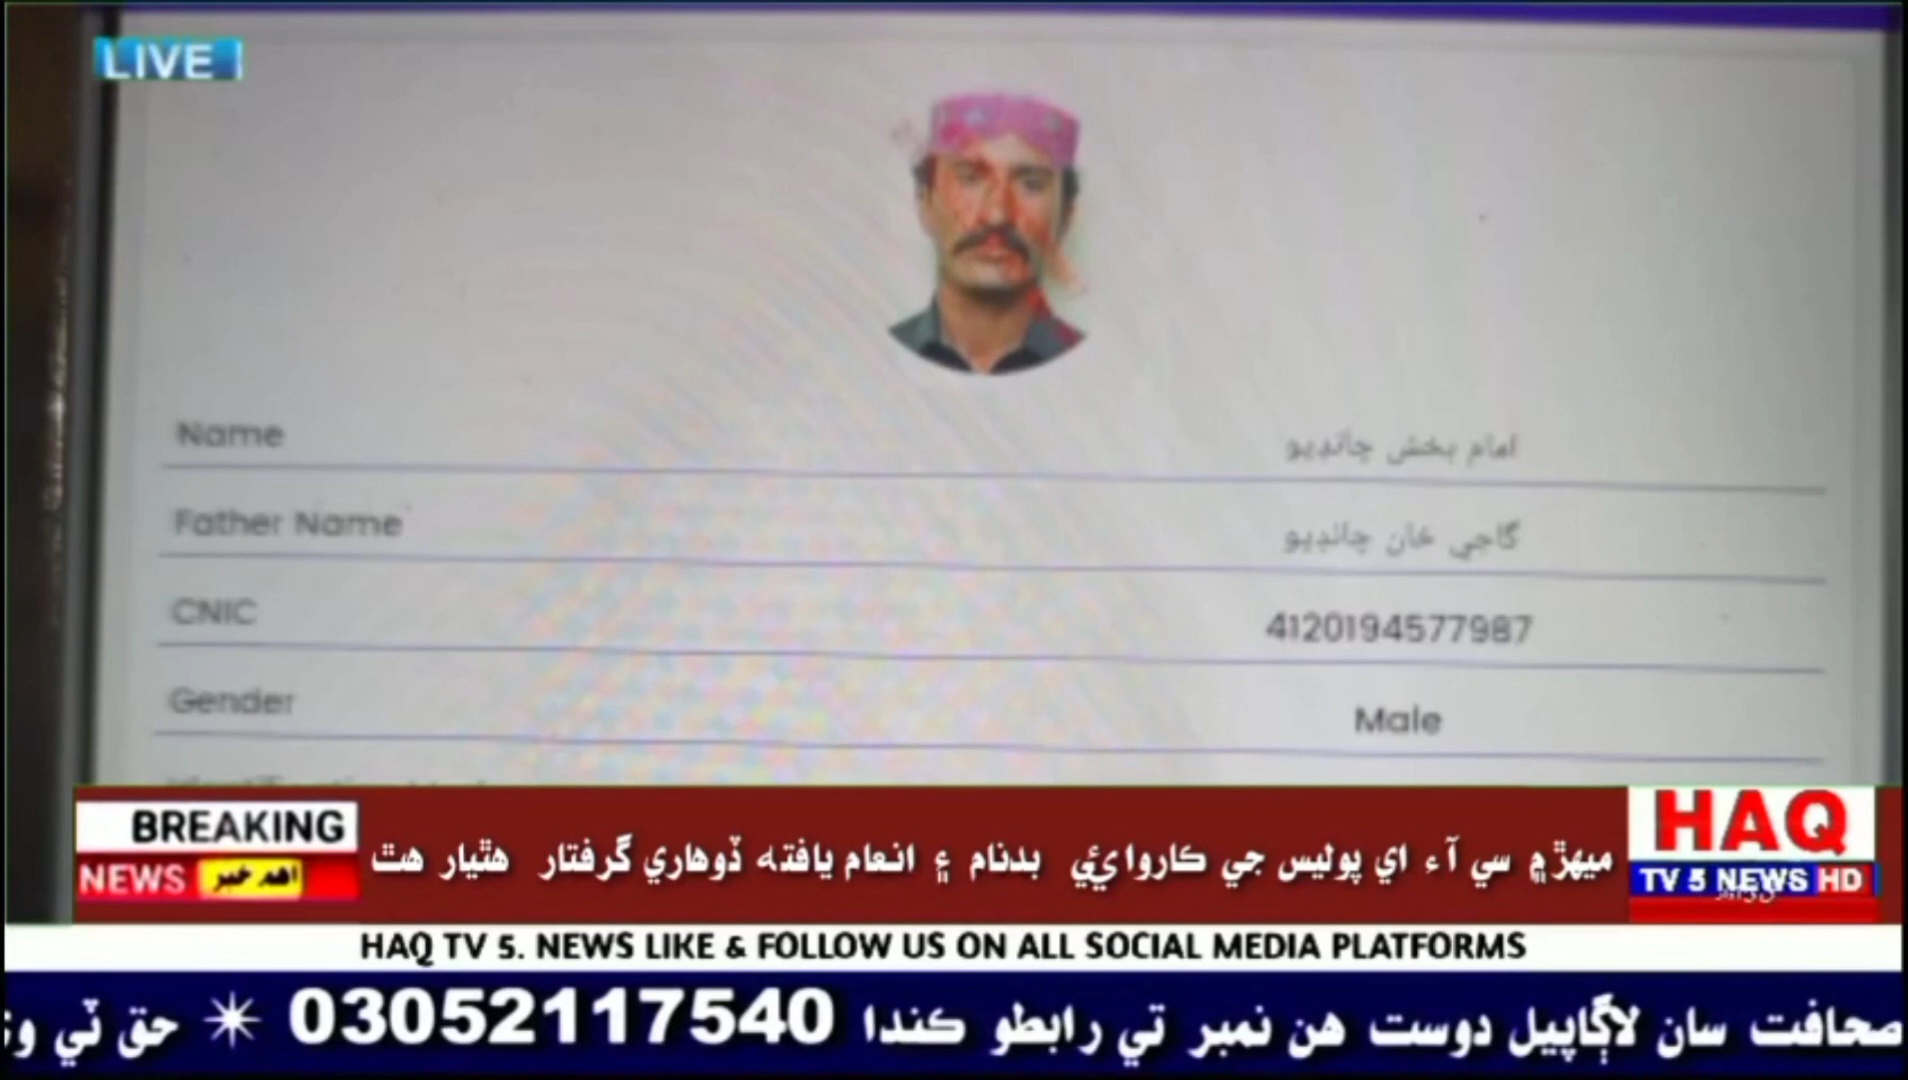 LIVE
Name
امام بخش چانڊيو
Father Name
گاجي خان چانڊيو
CNIC
4120194577987
Gender
Male
BREAKING
NEWS
اهم خبر
ميهڙ۾ سي آء اي پوليس جي ڪاروائي بدنام ۽ انعام يافته ڏوهاري گرفتار هٿيار هٿ
HAQ
TV 5 NEWS HD
HAQ TV 5. NEWS LIKE & FOLLOW US ON ALL SOCIAL MEDIA PLATFORMS
صحافت سان لاڳاپيل دوست هن نمبر تي رابطو ڪندا 03052117540 ✴ حق ٽي